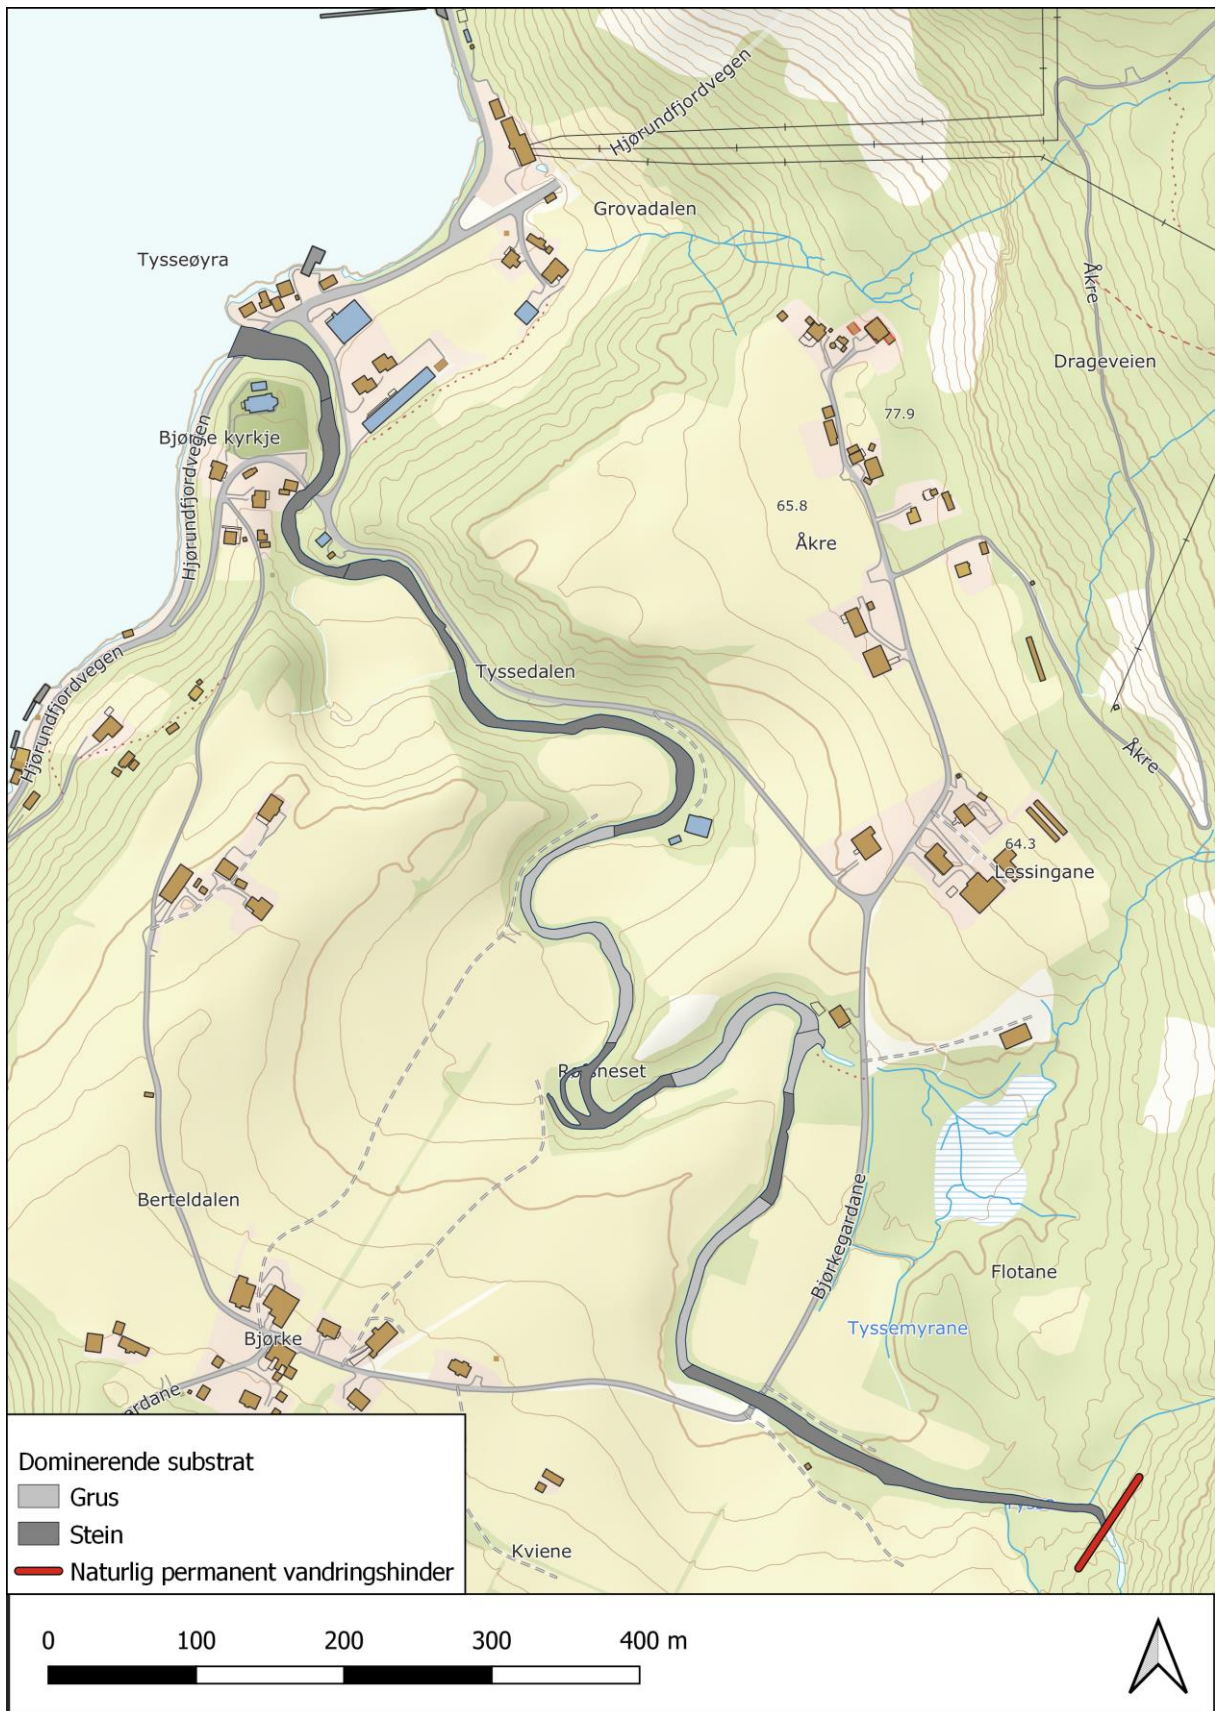 Hjørundfjordvegen
Grovadalen
Tysseøyra
Åkre
Drageveien
77.9
Bjørke kyrkje
Hjørundfjordvegen
65.8
Åkre
Tyssedalen
Hjørundfjordvegen
Åkre
64.3
Lessingane
Berteldalen
Bjørkegardane
Flotane
Tyssemyrane
Bjørke
Kviene
Dominerende substrat
Grus
Stein
Naturlig permanent vandringshinder
0 100 200 300 400 m